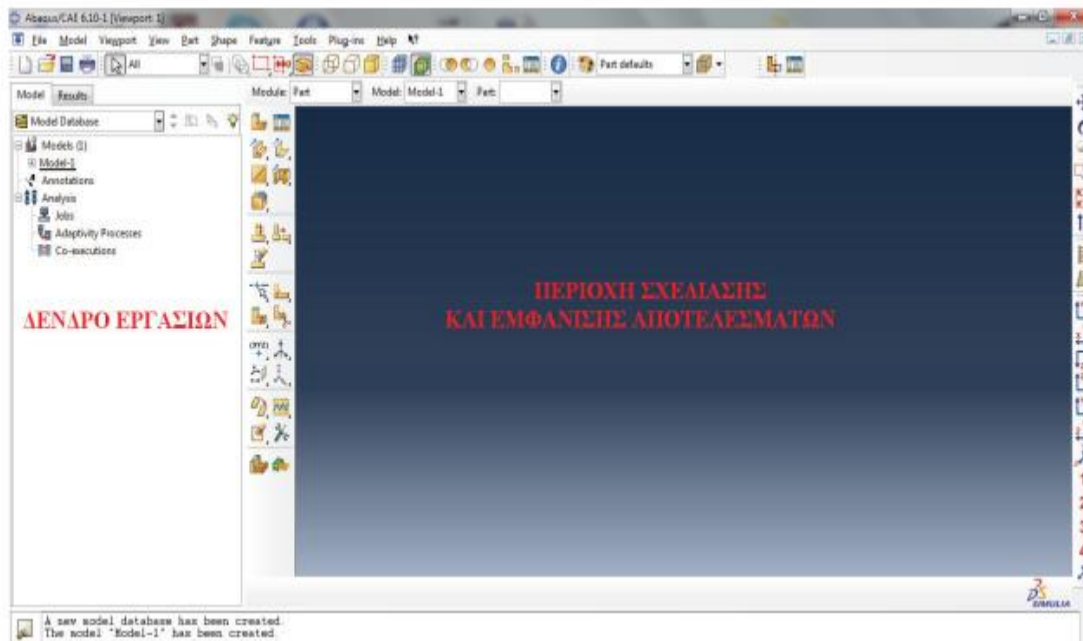 Abaqus/CAE 6.10-1 [Viewport: 1]
File Model Viewport View Part Shape Feature Tools Plug-ins Help
All
Part defaults
Model Results
Module: Part Model: Model-1 Part:
Model Database
Models (1)
Model-1
Annotations
Analysis
Jobs
Adaptivity Processes
Co-executions
ΔΕΝΔΡΟ ΕΡΓΑΣΙΩΝ
ΠΕΡΙΟΧΗ ΣΧΕΔΙΑΣΗΣ
ΚΑΙ ΕΜΦΑΝΙΣΗΣ ΑΠΟΤΕΛΕΣΜΑΤΩΝ
SIMULIA
A new model database has been created.
The model "Model-1" has been created.